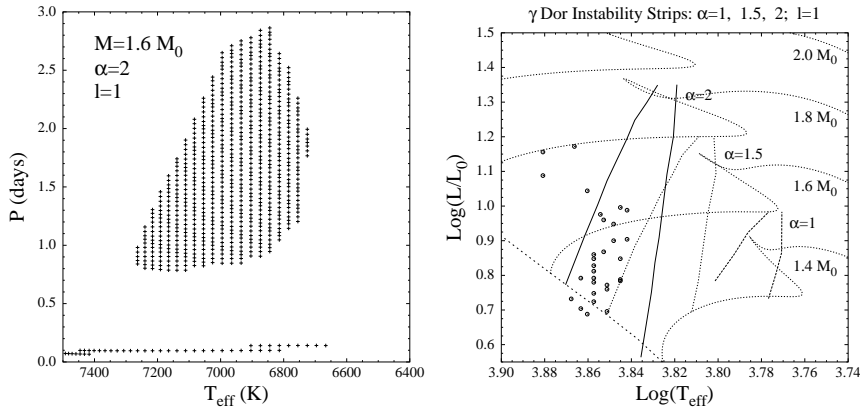 M=1.6 M₀
α=2
l=1
P (days)
3.0
2.5
2.0
1.5
1.0
0.5
0.0
7400 7200 7000 6800 6600 6400
T_eff (K)
γ Dor Instability Strips: α=1, 1.5, 2; l=1
Log(L/L₀)
1.5
1.4
1.3
1.2
1.1
1.0
0.9
0.8
0.7
0.6
2.0 M₀
α=2
1.8 M₀
α=1.5
1.6 M₀
α=1
1.4 M₀
3.90 3.88 3.86 3.84 3.82 3.80 3.78 3.76 3.74
Log(T_eff)